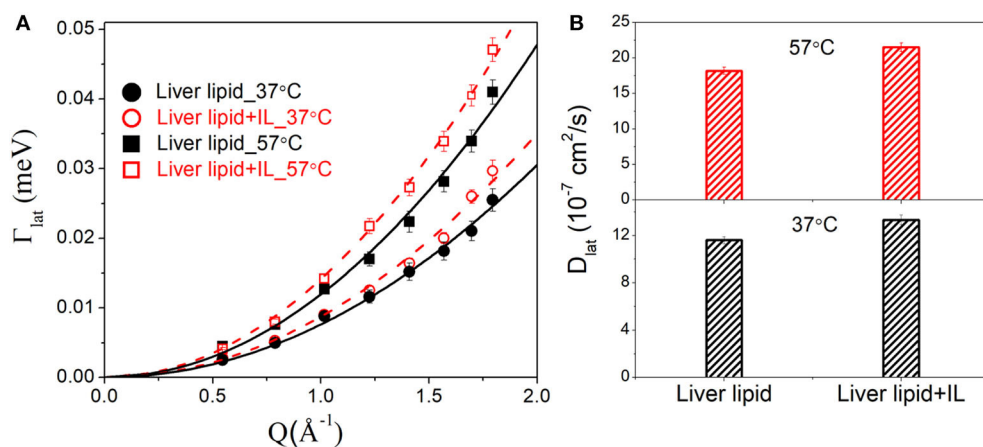 A
Γlat (meV)
0.05
0.04
0.03
0.02
0.01
0.00
Liver lipid_37°C
Liver lipid+IL_37°C
Liver lipid_57°C
Liver lipid+IL_57°C
0.0 0.5 1.0 1.5 2.0
Q(Å⁻¹)
B
Dlat (10⁻⁷ cm²/s)
25
20
15
10
5
0
57°C
12
8
4
0
37°C
Liver lipid Liver lipid+IL